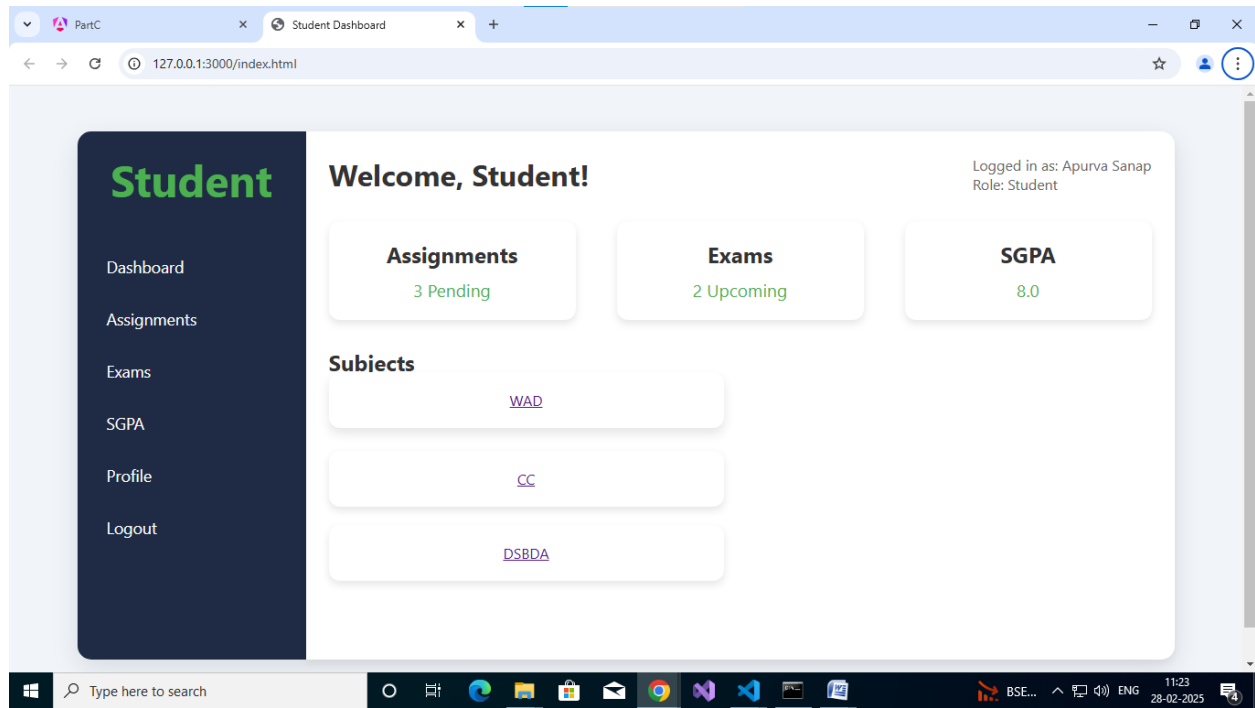 PartC
Student Dashboard
127.0.0.1:3000/index.html
Student
Dashboard
Assignments
Exams
SGPA
Profile
Logout
Welcome, Student!
Logged in as: Apurva Sanap
Role: Student
Assignments
3 Pending
Exams
2 Upcoming
SGPA
8.0
Subjects
WAD
CC
DSBDA
Type here to search
BSE...
ENG
11:23
28-02-2025
4